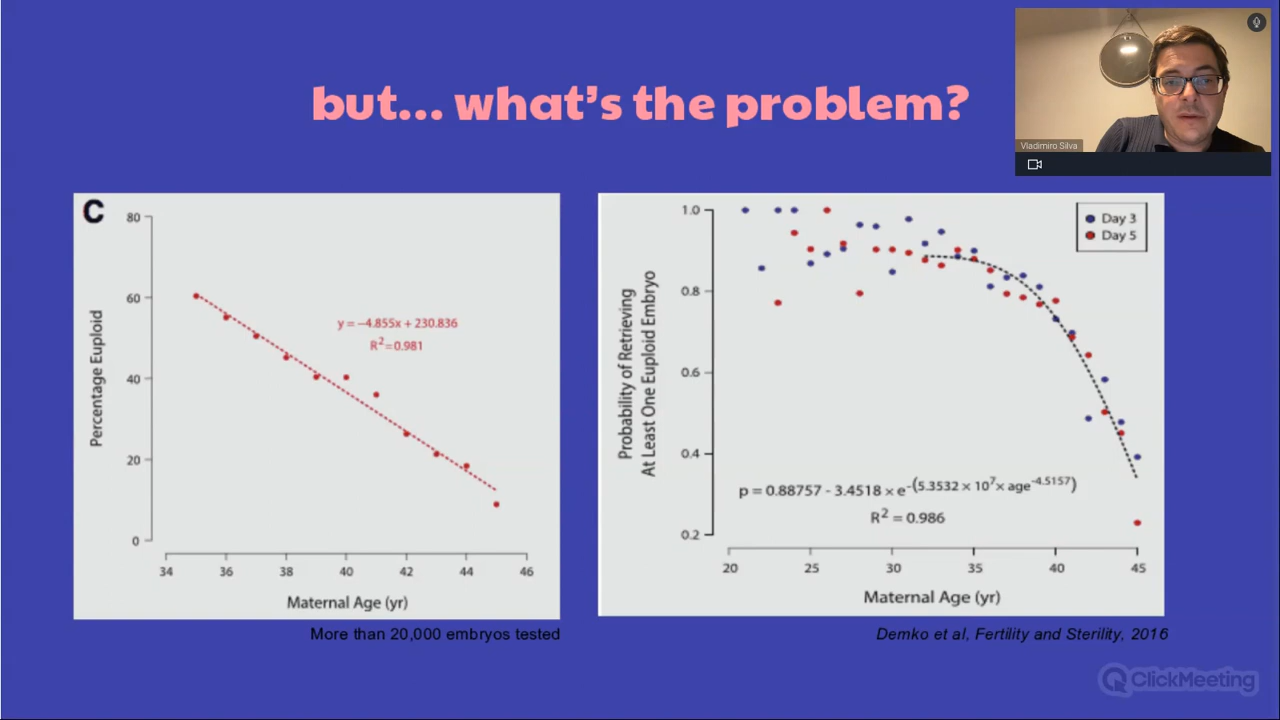 but... what's the problem?
Vladimiro Silva
C
80
60
40
20
0
Percentage Euploid
y = –4.855x + 230.836
R²=0.981
34 36 38 40 42 44 46
Maternal Age (yr)
More than 20,000 embryos tested
1.0
0.8
0.6
0.4
0.2
Probability of Retrieving
At Least One Euploid Embryo
Day 3
Day 5
p = 0.88757 - 3.4518 × e-(5.3532 × 10⁷× age-4.5157)
R² = 0.986
20 25 30 35 40 45
Maternal Age (yr)
Demko et al, Fertility and Sterility, 2016
ClickMeeting